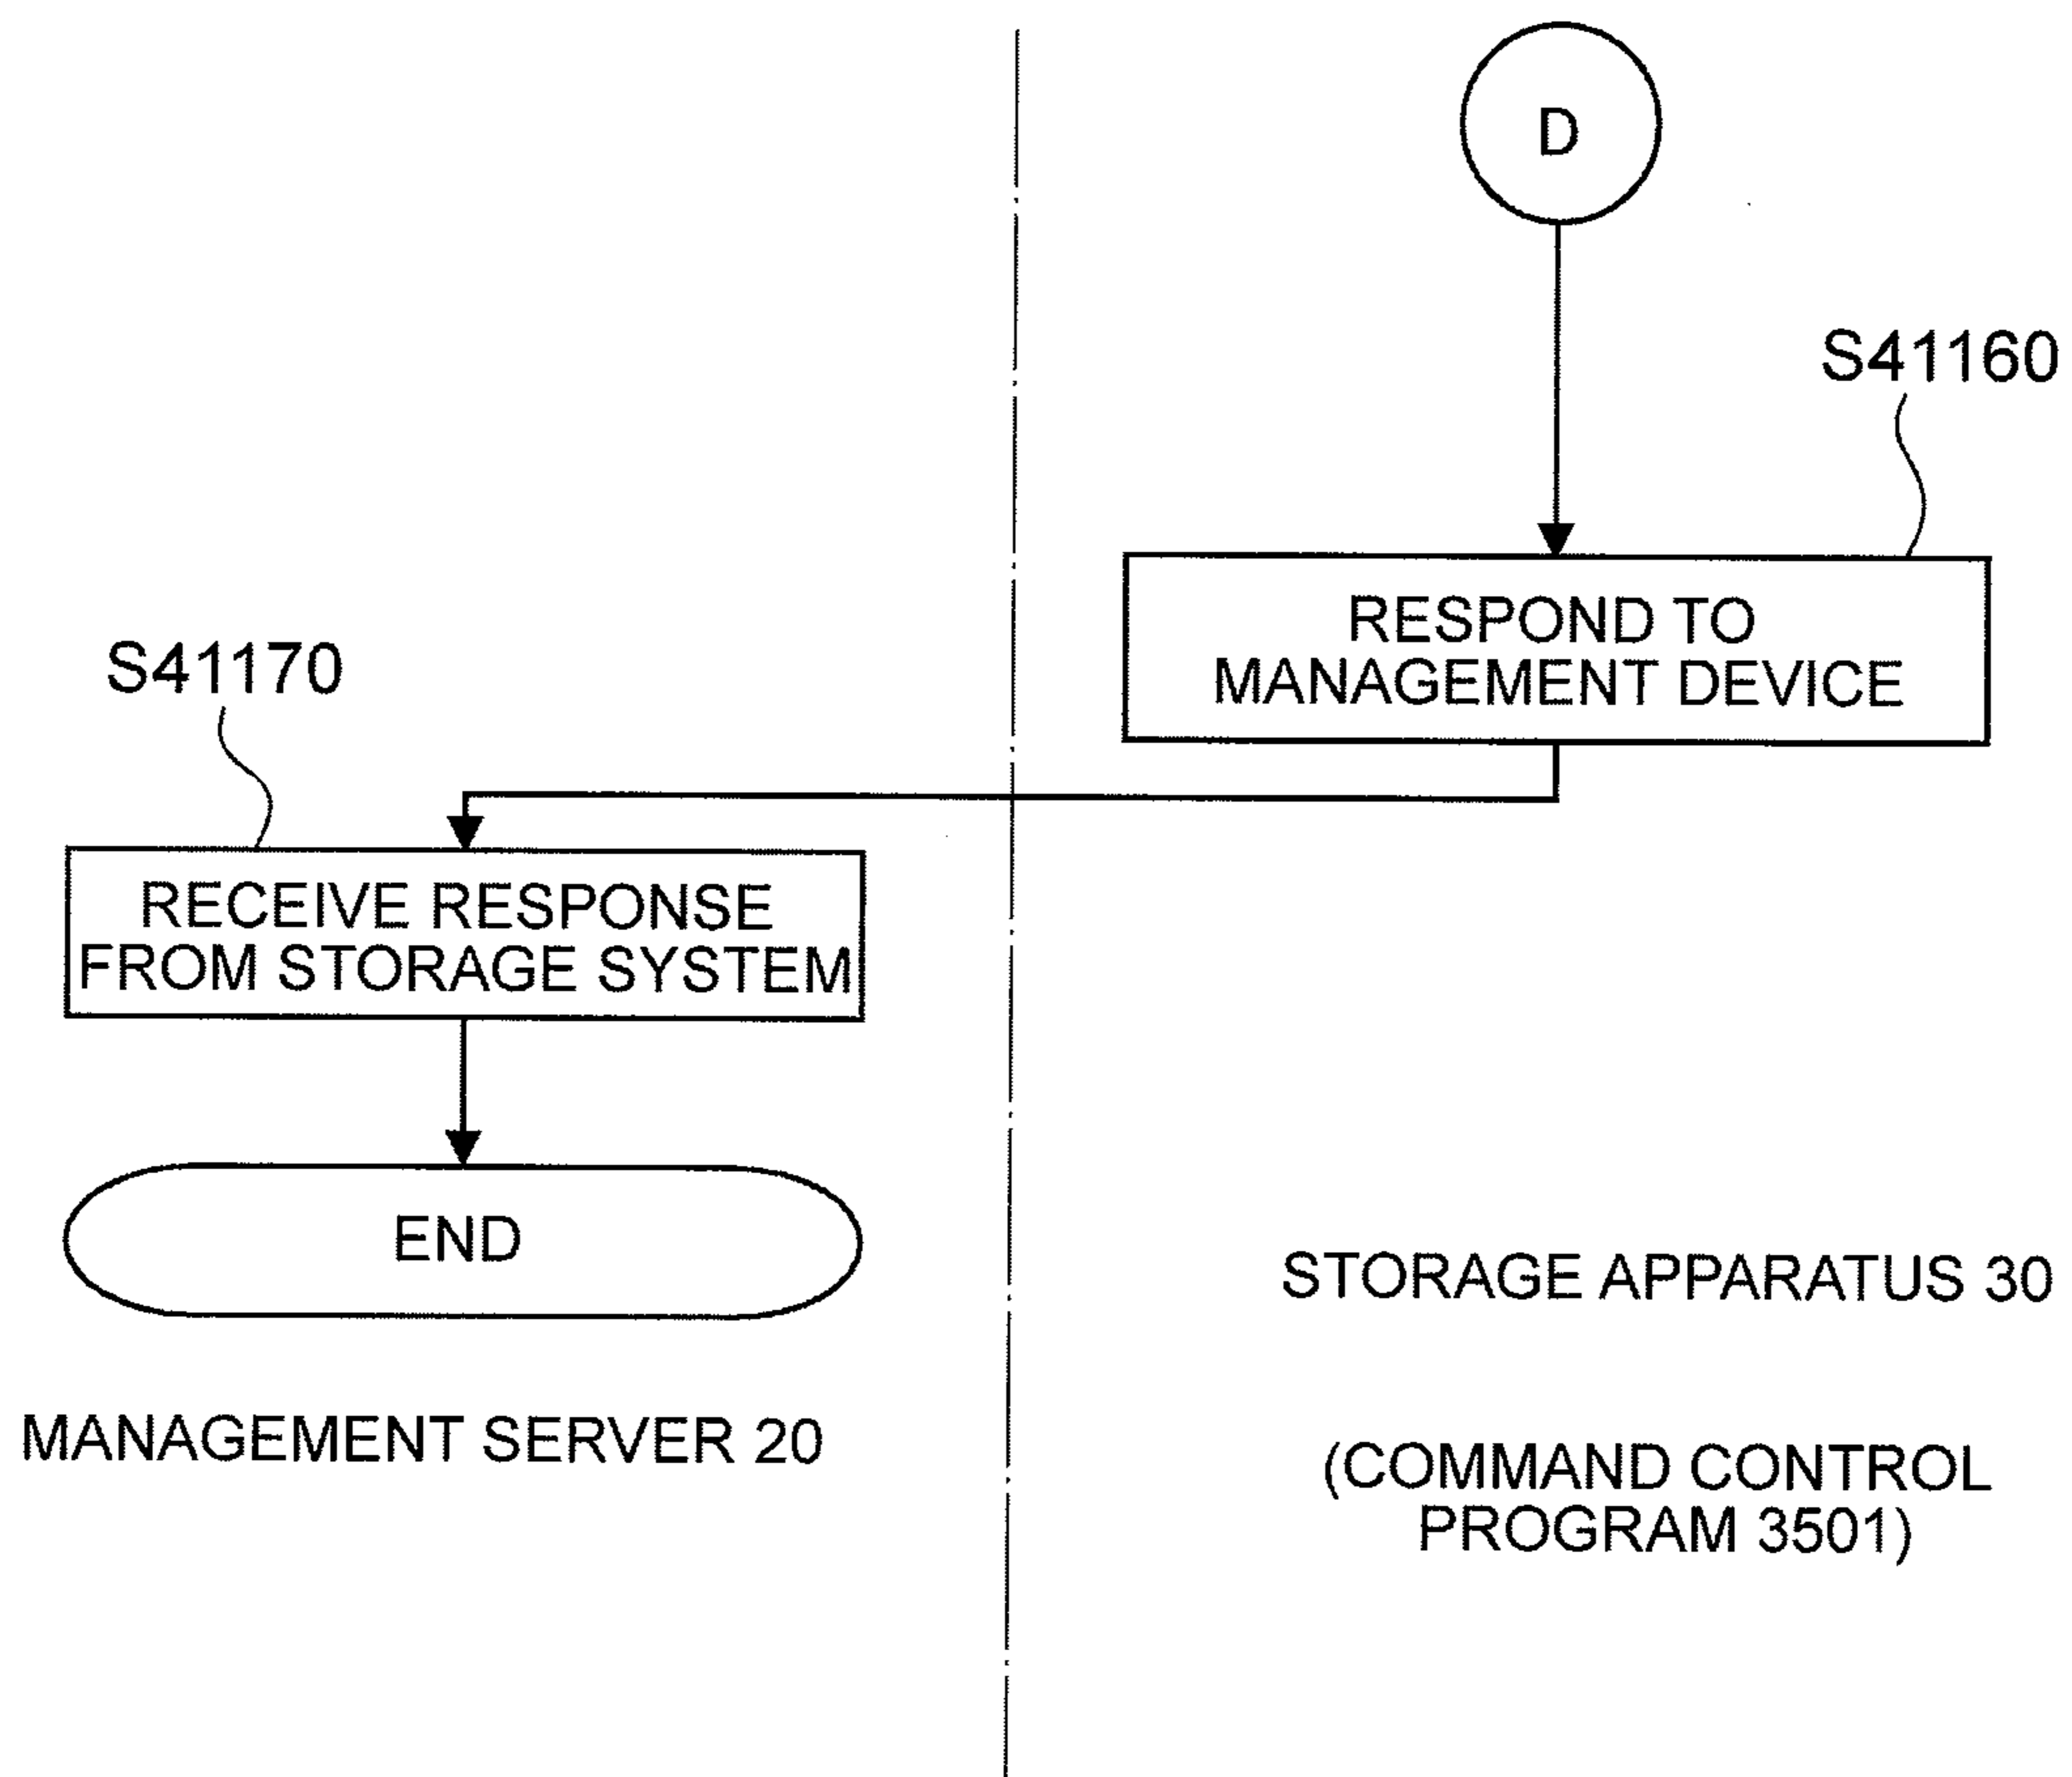 D
S41160
RESPOND TO
MANAGEMENT DEVICE
S41170
RECEIVE RESPONSE
FROM STORAGE SYSTEM
END
STORAGE APPARATUS 30
MANAGEMENT SERVER 20
(COMMAND CONTROL
PROGRAM 3501)